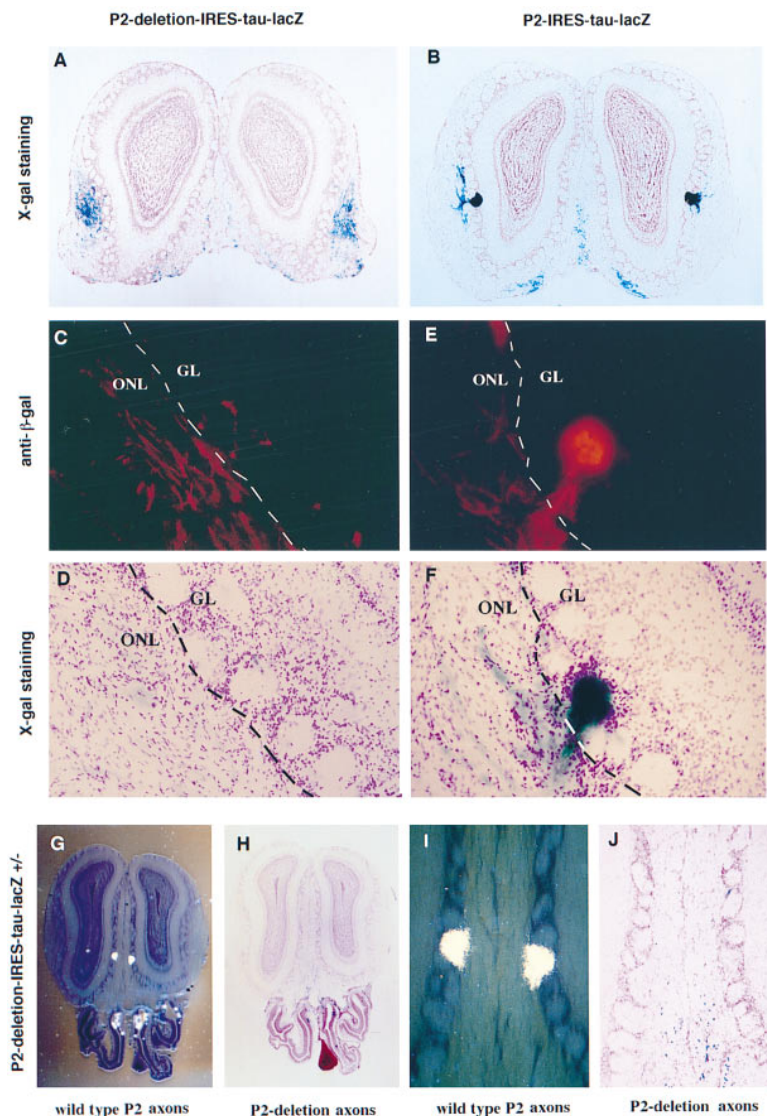 P2-deletion-IRES-tau-lacZ
P2-IRES-tau-lacZ
X-gal staining
A
B
anti-β-gal
C
ONL
GL
E
ONL
GL
X-gal staining
D
GL
ONL
F
ONL
GL
P2-deletion-IRES-tau-lacZ +/-
G
H
I
J
wild type P2 axons
P2-deletion axons
wild type P2 axons
P2-deletion axons